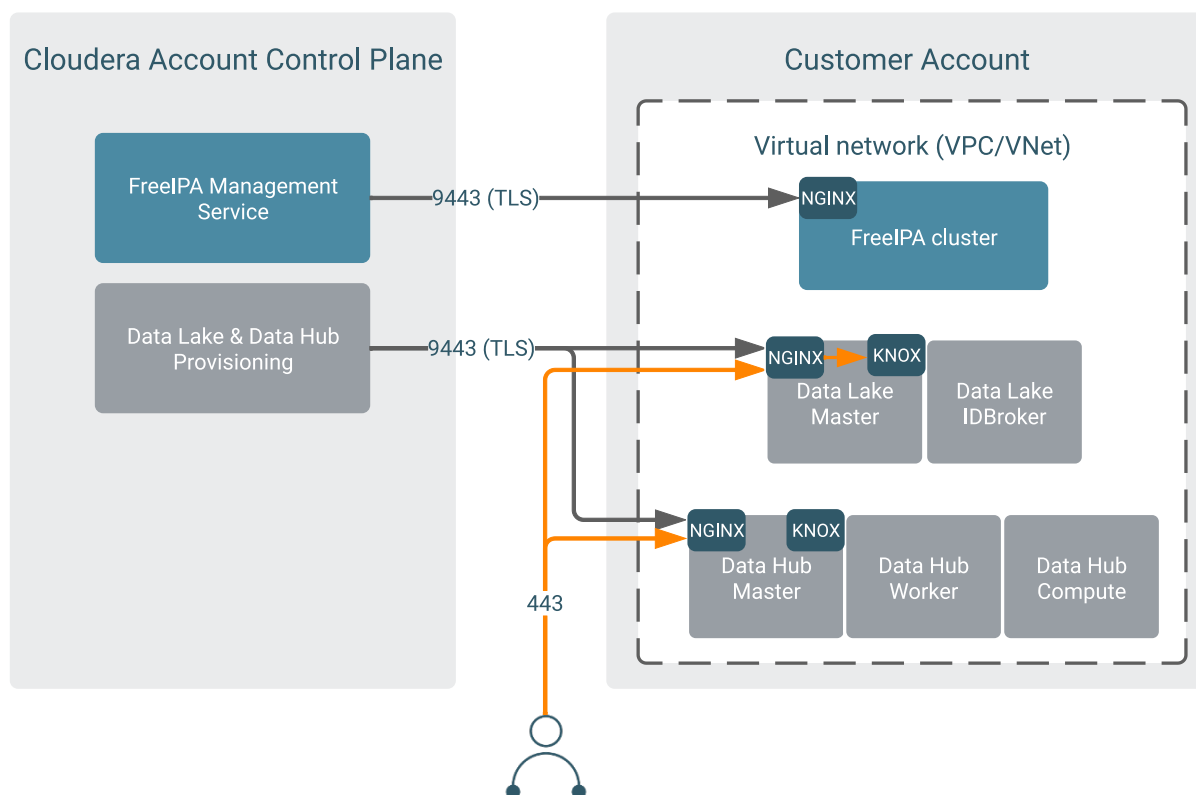 Cloudera Account Control Plane
Customer Account
Virtual network (VPC/VNet)
FreeIPA Management
Service
9443 (TLS)
NGINX
FreeIPA cluster
Data Lake & Data Hub
Provisioning
9443 (TLS)
NGINX
KNOX
Data Lake
Master
Data Lake
IDBroker
NGINX
KNOX
Data Hub
Master
Data Hub
Worker
Data Hub
Compute
443